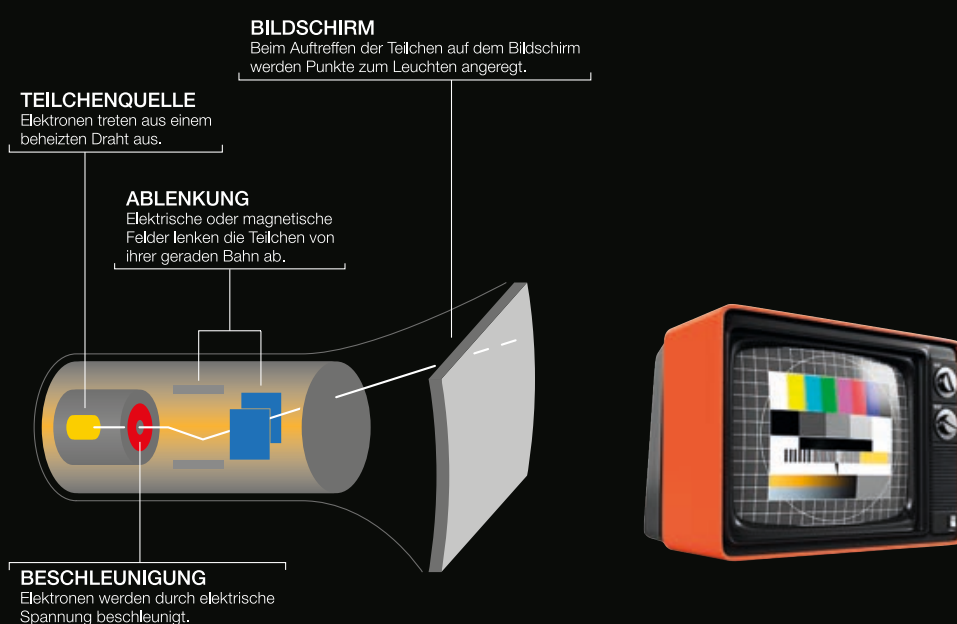 BILDSCHIRM
Beim Auftreffen der Teilchen auf dem Bildschirm
werden Punkte zum Leuchten angeregt.
TEILCHENQUELLE
Elektronen treten aus einem
beheizten Draht aus.
ABLENKUNG
Elektrische oder magnetische
Felder lenken die Teilchen von
ihrer geraden Bahn ab.
BESCHLEUNIGUNG
Elektronen werden durch elektrische
Spannung beschleunigt.